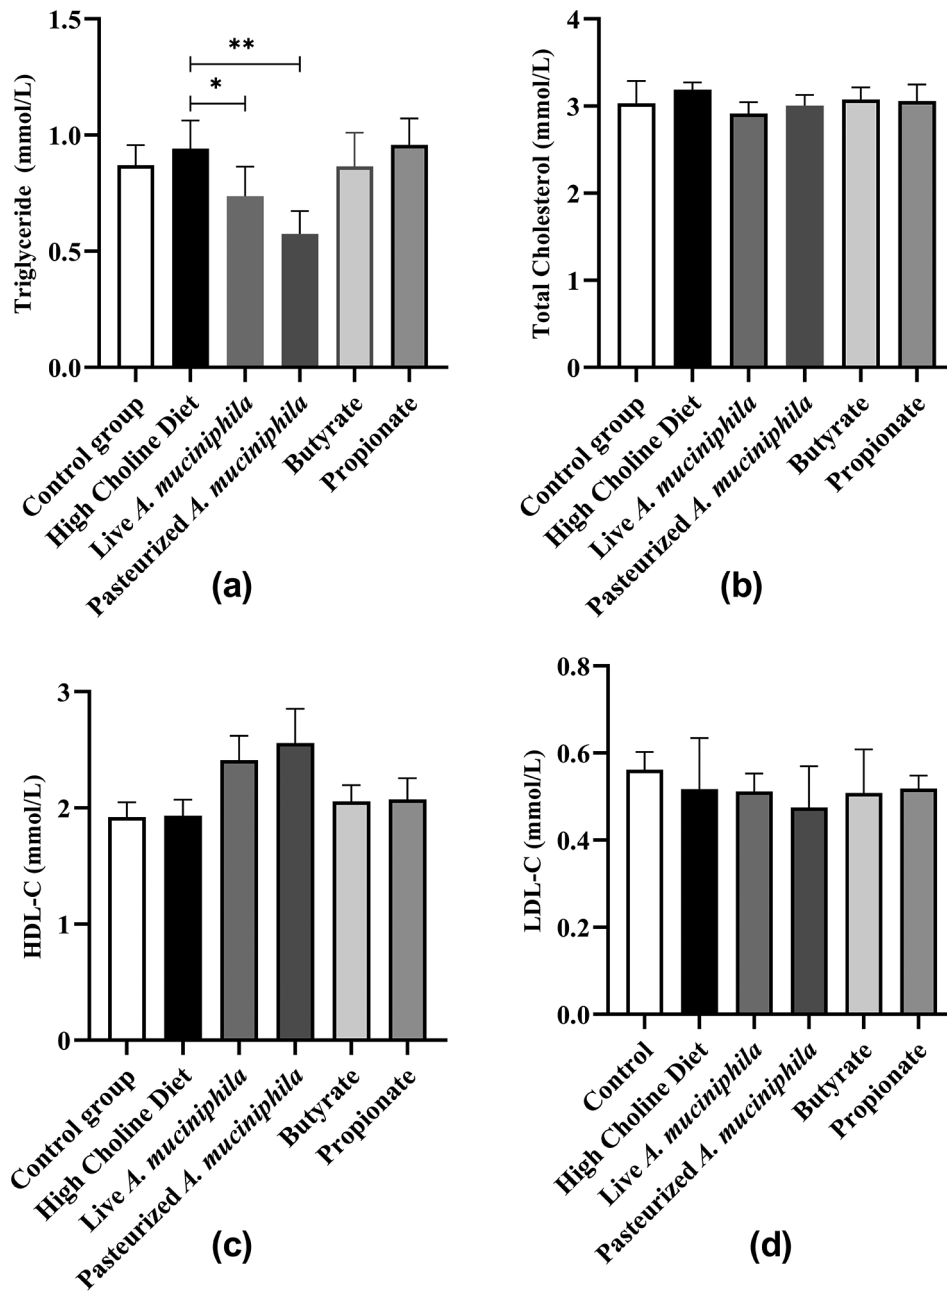 Triglyceride (mmol/L)
1.5
1.0
0.5
0.0
**
*
Control group
High Choline Diet
Live A. muciniphila
Pasteurized A. muciniphila
Butyrate
Propionate
(a)
Total Cholesterol (mmol/L)
4
3
2
1
0
Control group
High Choline Diet
Live A. muciniphila
Pasteurized A. muciniphila
Butyrate
Propionate
(b)
HDL-C (mmol/L)
3
2
1
0
Control group
High Choline Diet
Live A. muciniphila
Pasteurized A. muciniphila
Butyrate
Propionate
(c)
LDL-C (mmol/L)
0.8
0.6
0.4
0.2
0.0
Control
High Choline Diet
Live A. muciniphila
Pasteurized A. muciniphila
Butyrate
Propionate
(d)